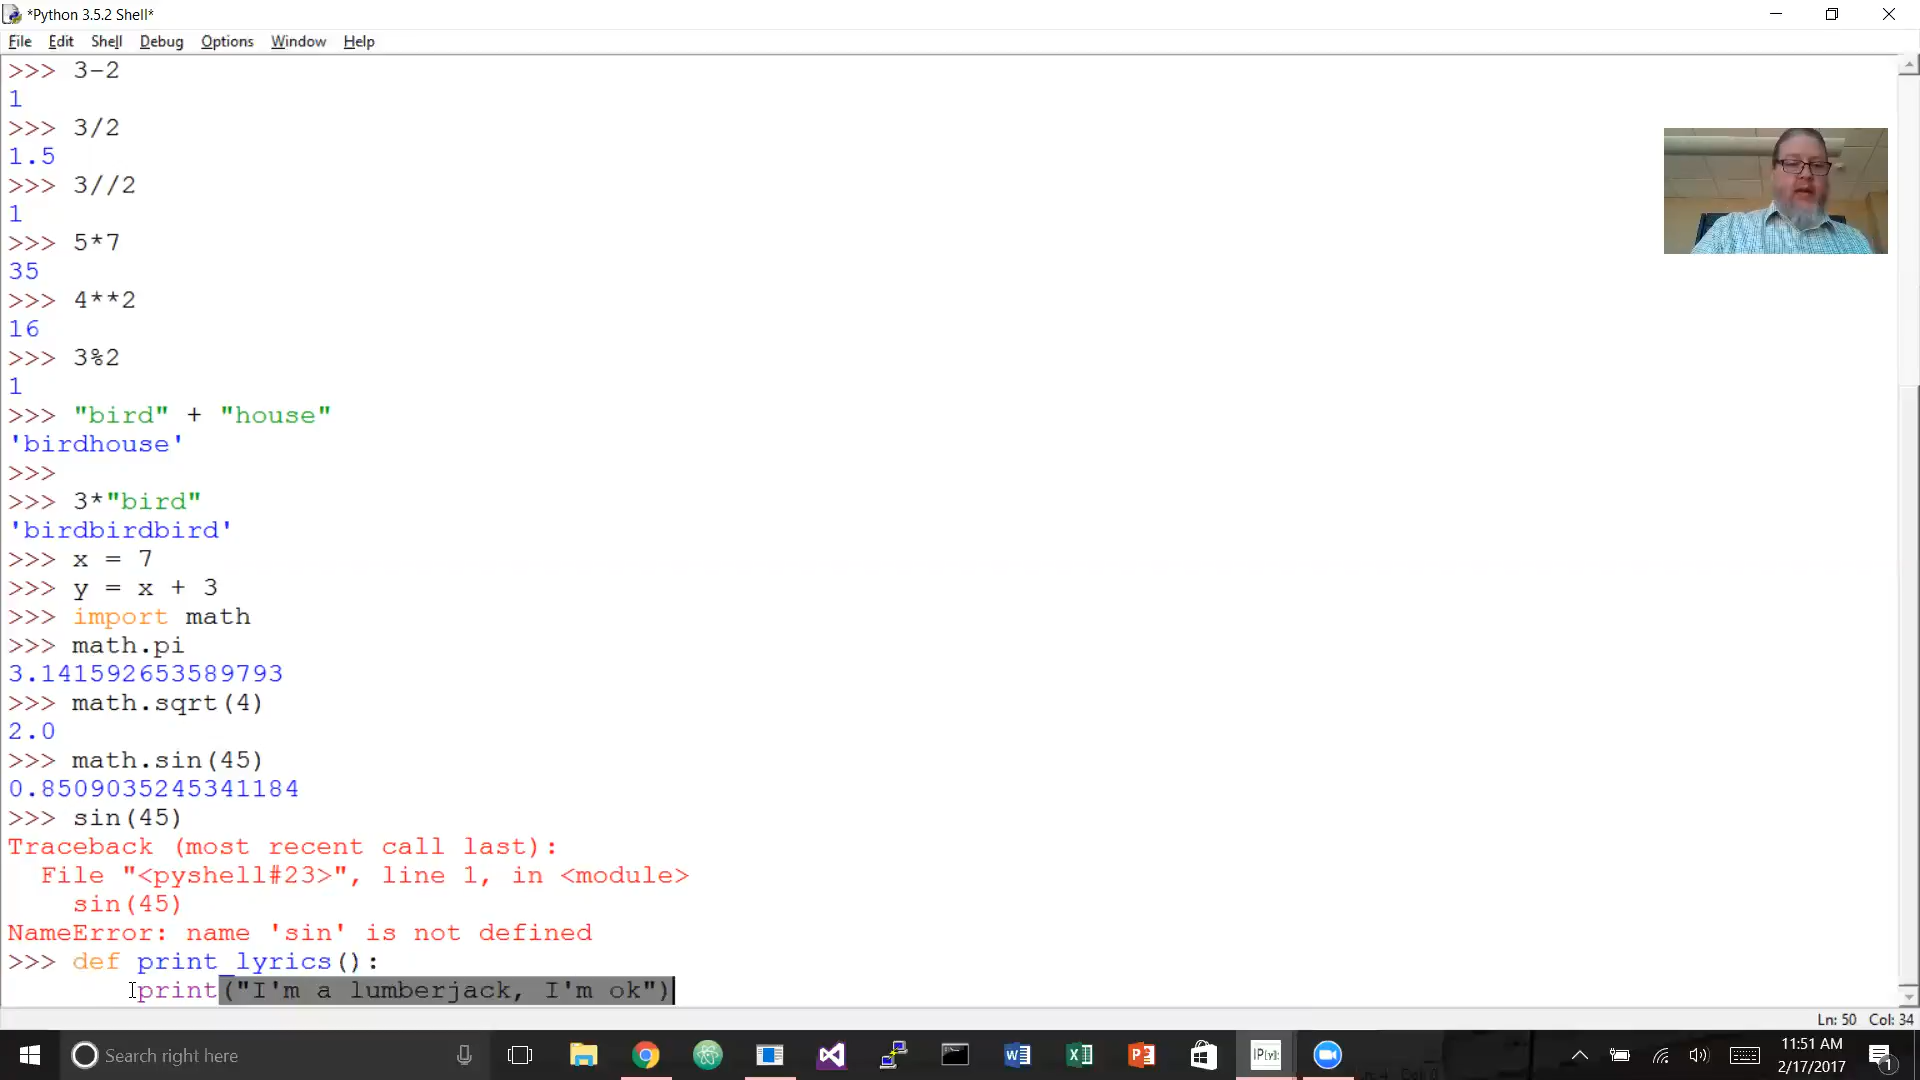 *Python 3.5.2 Shell*
File Edit Shell Debug Options Window Help
>>> 3-2
1
>>> 3/2
1.5
>>> 3//2
1
>>> 5*7
35
>>> 4**2
16
>>> 3%2
1
>>> "bird" + "house"
'birdhouse'
>>>
>>> 3*"bird"
'birdbirdbird'
>>> x = 7
>>> y = x + 3
>>> import math
>>> math.pi
3.141592653589793
>>> math.sqrt(4)
2.0
>>> math.sin(45)
0.8509035245341184
>>> sin(45)
Traceback (most recent call last):
  File "<pyshell#23>", line 1, in <module>
    sin(45)
NameError: name 'sin' is not defined
>>> def print_lyrics():
        print("I'm a lumberjack, I'm ok")
Ln: 50 Col: 34
Search right here
IP[y]:
11:51 AM
2/17/2017
1